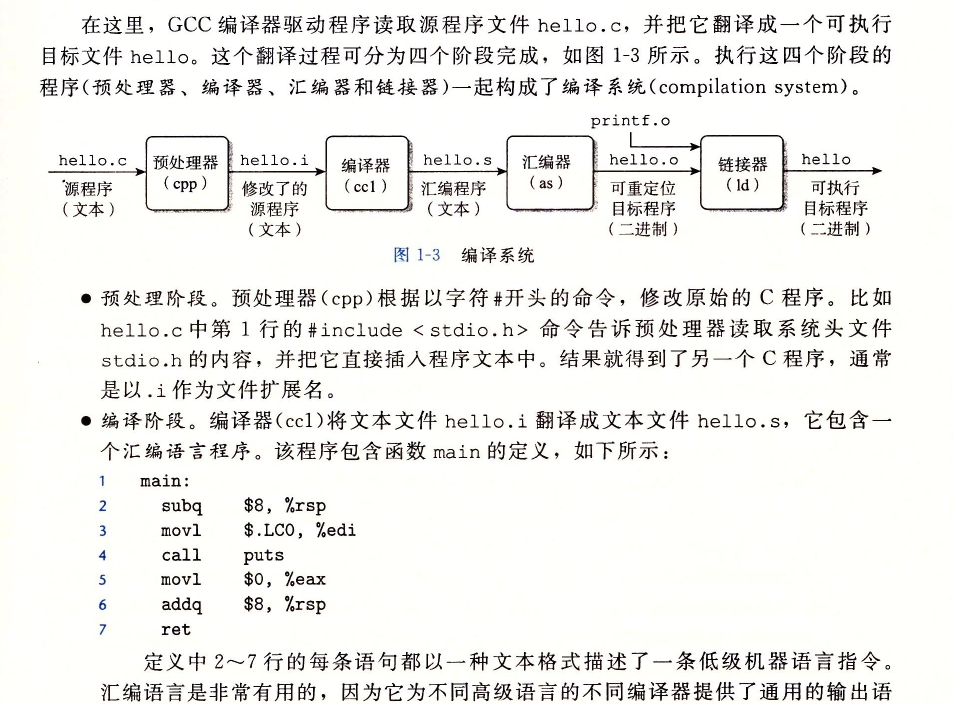 在这里，GCC 编译器驱动程序读取源程序文件 hello.c，并把它翻译成一个可执行
目标文件 hello。这个翻译过程可分为四个阶段完成，如图 1-3 所示。执行这四个阶段的
程序(预处理器、编译器、汇编器和链接器)一起构成了编译系统(compilation system)。
printf.o
hello.c 预处理器 hello.i 编译器 hello.s 汇编器 hello.o 链接器 hello
源程序 (cpp) 修改了的 (cc1) 汇编程序 (as) 可重定位 (ld) 可执行
(文本) 源程序 (文本) 目标程序 目标程序
(文本) (二进制) (二进制)
图 1-3 编译系统
● 预处理阶段。预处理器(cpp)根据以字符#开头的命令，修改原始的 C 程序。比如
hello.c 中第 1 行的#include <stdio.h> 命令告诉预处理器读取系统头文件
stdio.h 的内容，并把它直接插入程序文本中。结果就得到了另一个 C 程序，通常
是以.i作为文件扩展名。
● 编译阶段。编译器(cc1)将文本文件 hello.i 翻译成文本文件 hello.s，它包含一
个汇编语言程序。该程序包含函数 main 的定义，如下所示：
1 main:
2 subq $8, %rsp
3 movl $.LC0, %edi
4 call puts
5 movl $0, %eax
6 addq $8, %rsp
7 ret
定义中 2～7 行的每条语句都以一种文本格式描述了一条低级机器语言指令。
汇编语言是非常有用的，因为它为不同高级语言的不同编译器提供了通用的输出语